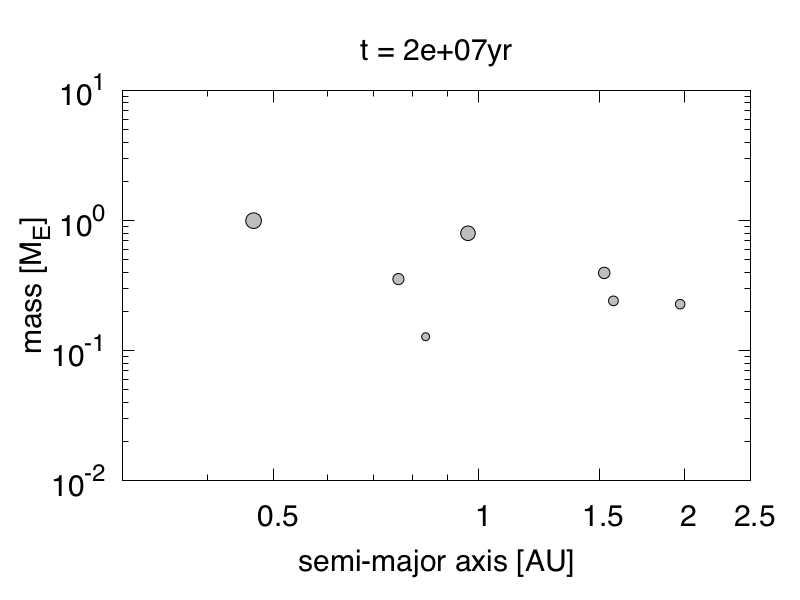 t = 2e+07yr
10^1
10^0
10^-1
10^-2
mass [M_E]
0.5 1 1.5 2 2.5
semi-major axis [AU]